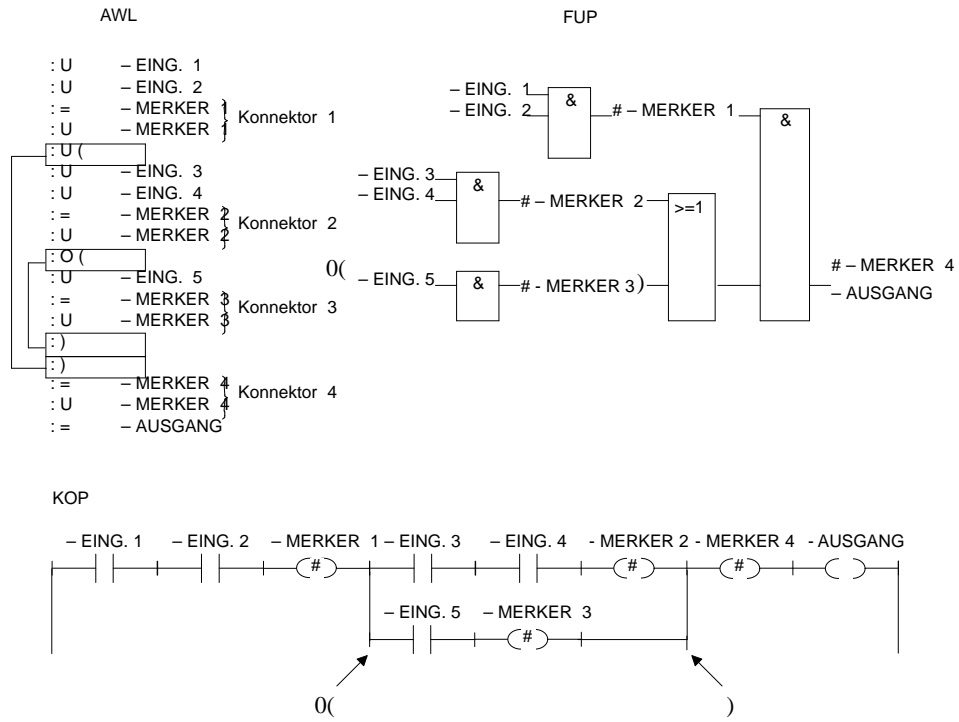 AWL
: U – EING. 1
: U – EING. 2
: = – MERKER 1
: U – MERKER 1
Konnektor 1
: U (
: U – EING. 3
: U – EING. 4
: = – MERKER 2
: U – MERKER 2
Konnektor 2
: O (
: U – EING. 5
: = – MERKER 3
: U – MERKER 3
Konnektor 3
: )
: )
: = – MERKER 4
: U – MERKER 4
Konnektor 4
: = – AUSGANG
FUP
– EING. 1
– EING. 2
&
# – MERKER 1
&
– EING. 3
– EING. 4
&
# – MERKER 2
>=1
0(
– EING. 5
&
# - MERKER 3 )
# – MERKER 4
– AUSGANG
KOP
– EING. 1 – EING. 2 – MERKER 1 – EING. 3 – EING. 4 - MERKER 2 - MERKER 4 - AUSGANG
( # ) ( # ) ( # ) ( )
– EING. 5 – MERKER 3
( # )
0( )